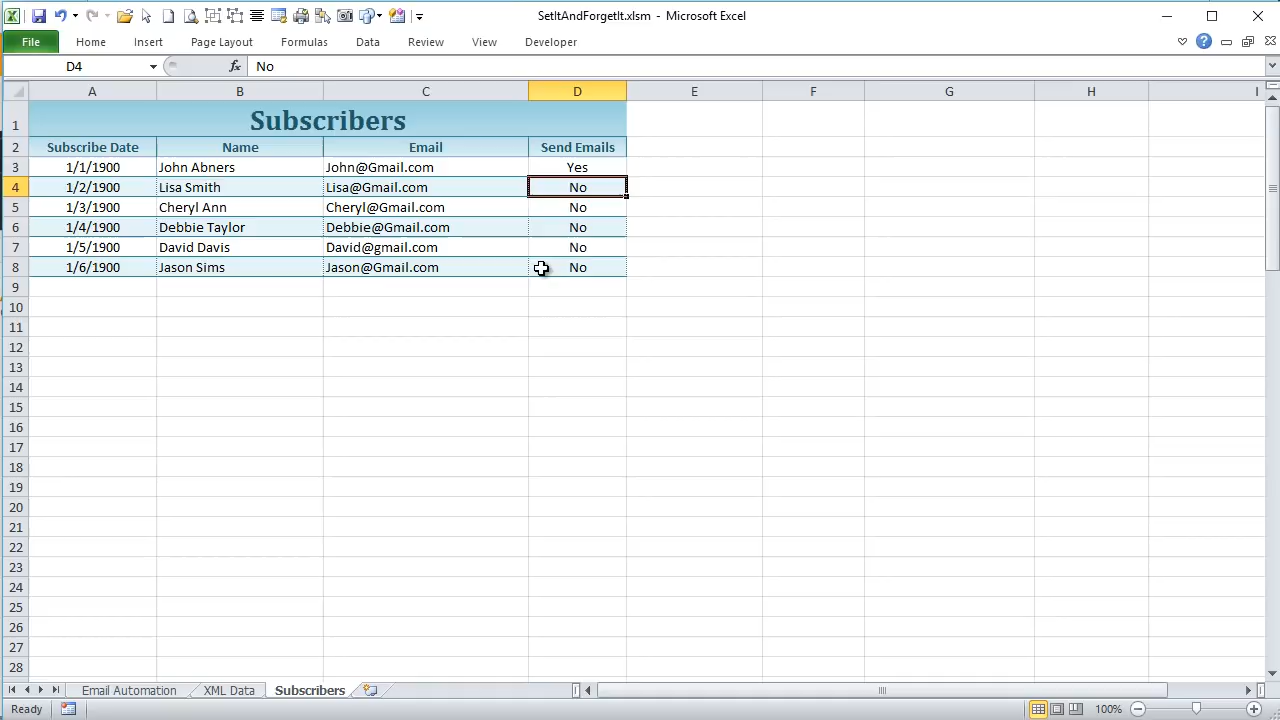 SetItAndForgetIt.xlsm - Microsoft Excel
File Home Insert Page Layout Formulas Data Review View Developer
D4 fx No
A B C D E F G H I
1 Subscribers
2 Subscribe Date Name Email Send Emails
3 1/1/1900 John Abners John@Gmail.com Yes
4 1/2/1900 Lisa Smith Lisa@Gmail.com No
5 1/3/1900 Cheryl Ann Cheryl@Gmail.com No
6 1/4/1900 Debbie Taylor Debbie@Gmail.com No
7 1/5/1900 David Davis David@gmail.com No
8 1/6/1900 Jason Sims Jason@Gmail.com No
9
10
11
12
13
14
15
16
17
18
19
20
21
22
23
24
25
26
27
28
Email Automation XML Data Subscribers
Ready 100%